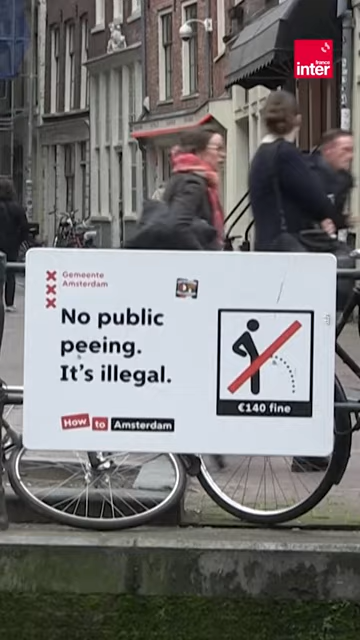 france
inter
Gemeente
Amsterdam
No public
peeing.
It's illegal.
€140 fine
How to Amsterdam